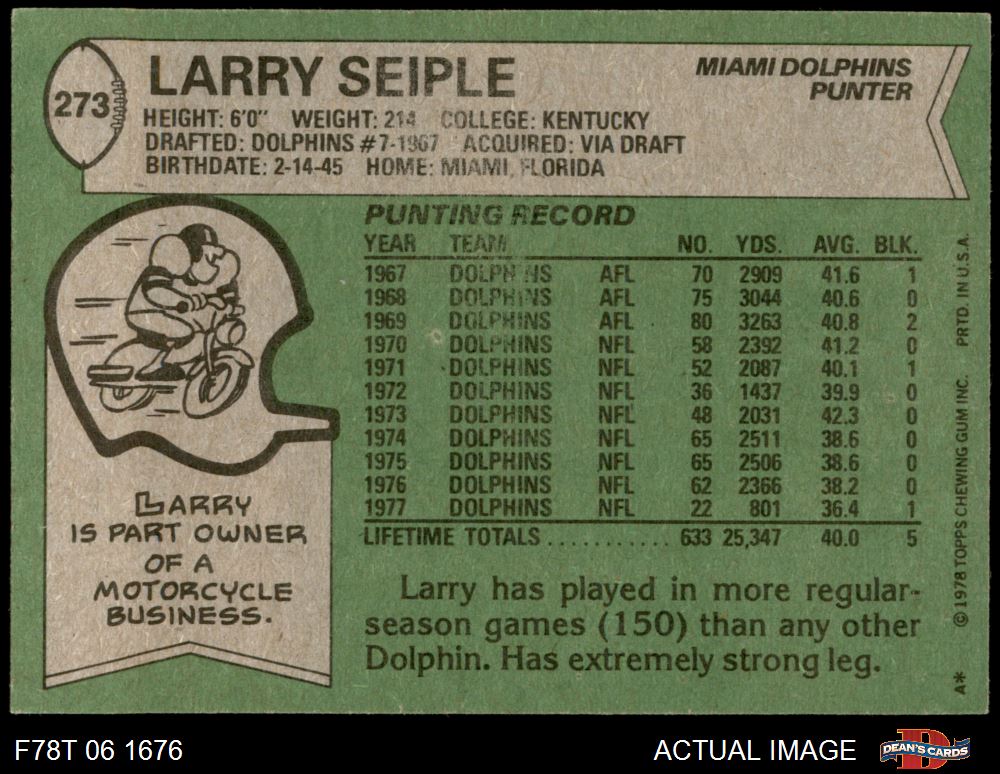 273
LARRY SEIPLE
MIAMI DOLPHINS
PUNTER
HEIGHT: 6'0" WEIGHT: 214 COLLEGE: KENTUCKY
DRAFTED: DOLPHINS #7-1967 ACQUIRED: VIA DRAFT
BIRTHDATE: 2-14-45 HOME: MIAMI, FLORIDA
PUNTING RECORD
YEAR TEAM NO. YDS. AVG. BLK.
1967 DOLPHINS AFL 70 2909 41.6 1
1968 DOLPHINS AFL 75 3044 40.6 0
1969 DOLPHINS AFL 80 3263 40.8 2
1970 DOLPHINS NFL 58 2392 41.2 0
1971 DOLPHINS NFL 52 2087 40.1 1
1972 DOLPHINS NFL 36 1437 39.9 0
1973 DOLPHINS NFL 48 2031 42.3 0
1974 DOLPHINS NFL 65 2511 38.6 0
1975 DOLPHINS NFL 65 2506 38.6 0
1976 DOLPHINS NFL 62 2366 38.2 0
1977 DOLPHINS NFL 22 801 36.4 1
LIFETIME TOTALS........... 633 25,347 40.0 5
LARRY
IS PART OWNER
OF A
MOTORCYCLE
BUSINESS.
Larry has played in more regular-
season games (150) than any other
Dolphin. Has extremely strong leg.
A* ©1978 TOPPS CHEWING GUM INC. PRTD. IN U.S.A.
F78T 06 1676
ACTUAL IMAGE
DEAN'S CARDS